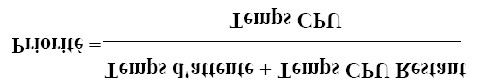 Temps d'attente + Temps CPU Restant
Priorité =
Temps CPU